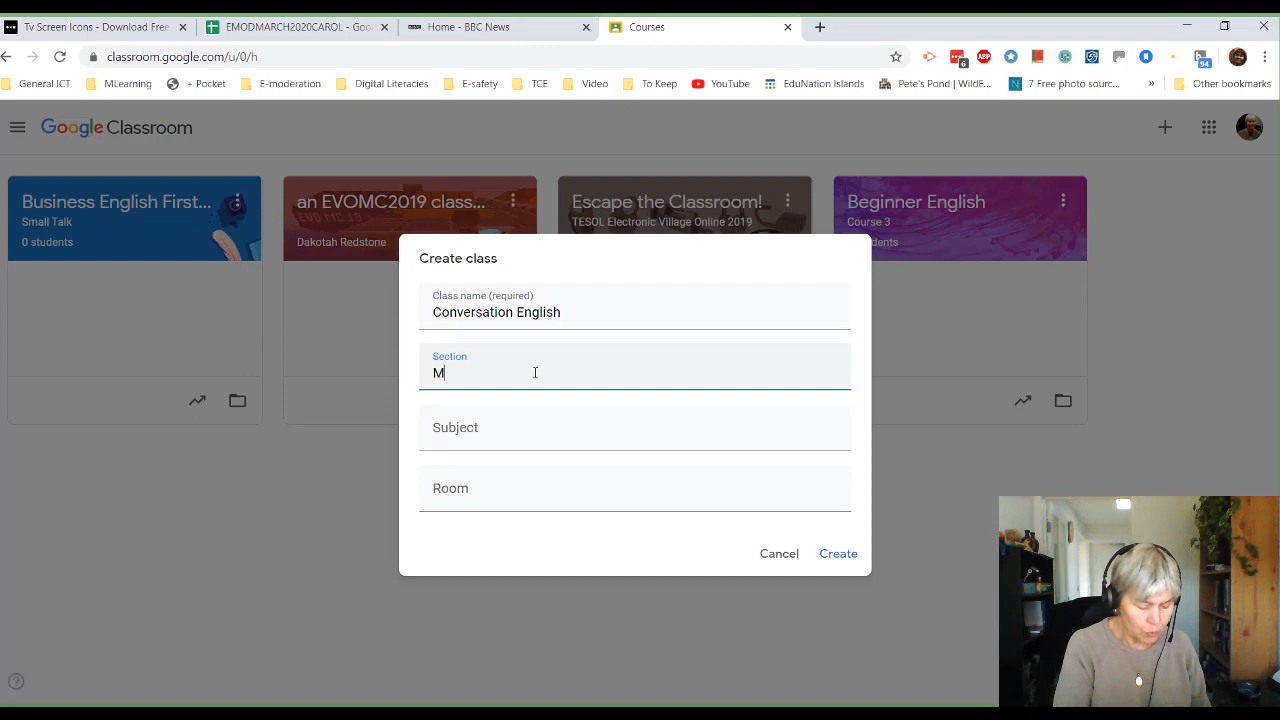 Tv Screen Icons - Download Free
EMODMARCH2020CAROL - Goo
Home - BBC News
Courses
classroom.google.com/u/0/h
6
ABP
94
General ICT
MLearning
+ Pocket
E-moderation
Digital Literacies
E-safety
TCE
Video
To Keep
YouTube
EduNation Islands
Pete's Pond | WildE...
7 Free photo sourc...
»
Other bookmarks
Google Classroom
Business English First...
Small Talk
0 students
an EVOMC2019 class...
Dakotah Redstone
Escape the Classroom!
TESOL Electronic Village Online 2019
Beginner English
Course 3
dents
Create class
Class name (required)
Conversation English
Section
M
Subject
Room
Cancel
Create